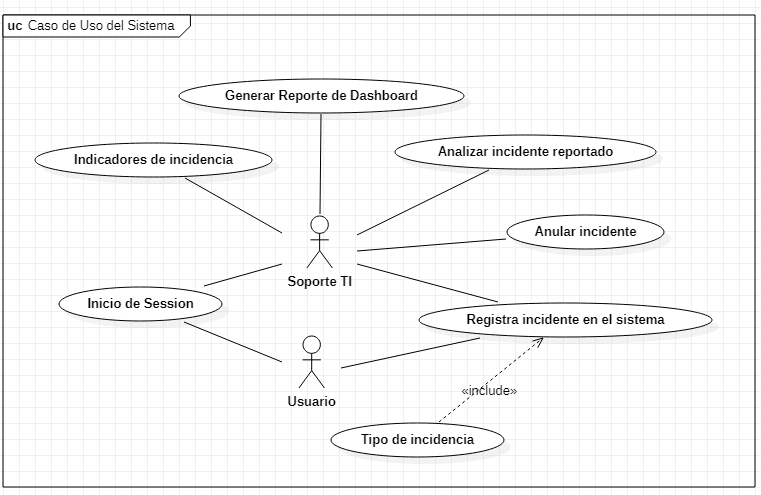 uc Caso de Uso del Sistema
Generar Reporte de Dashboard
Indicadores de incidencia
Analizar incidente reportado
Anular incidente
Soporte TI
Inicio de Session
Registra incidente en el sistema
Usuario
«include»
Tipo de incidencia